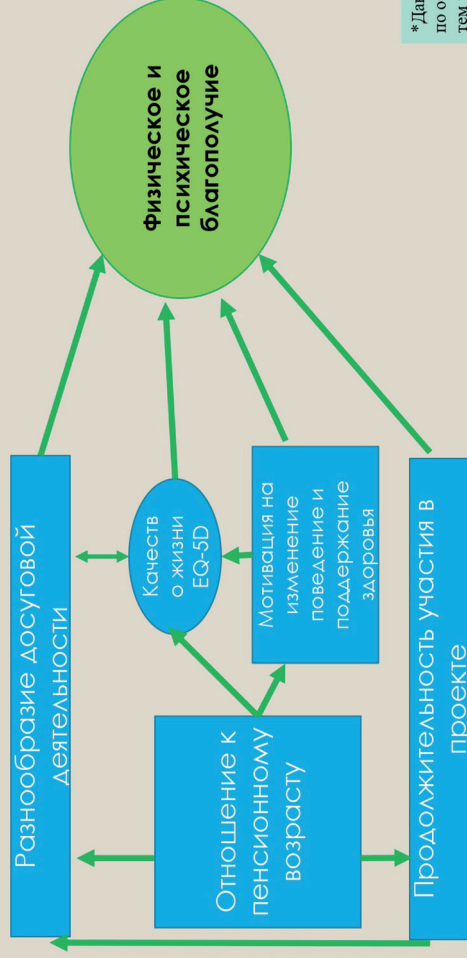 Разнообразие досуговой
деятельности
Качеств
о жизни
EQ-5D
физическое и
психическое
благополучие
Отношение к
пенсионному
возрасту
Мотивация на
изменение
поведение и
поддержание
здоровья
Продолжительность участия в
проекте
по о
тем